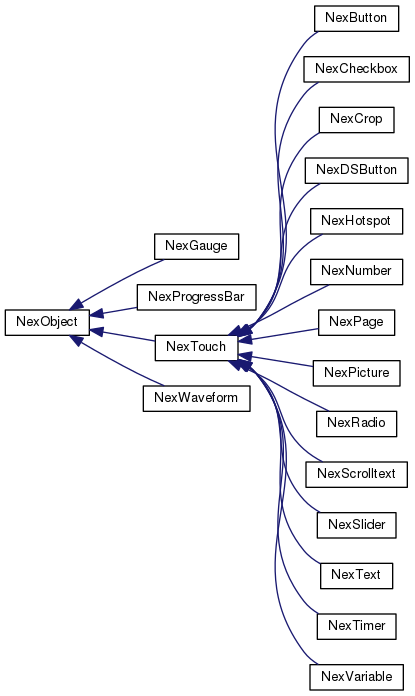 NexObject
NexGauge
NexProgressBar
NexTouch
NexWaveform
NexButton
NexCheckbox
NexCrop
NexDSButton
NexHotspot
NexNumber
NexPage
NexPicture
NexRadio
NexScrolltext
NexSlider
NexText
NexTimer
NexVariable